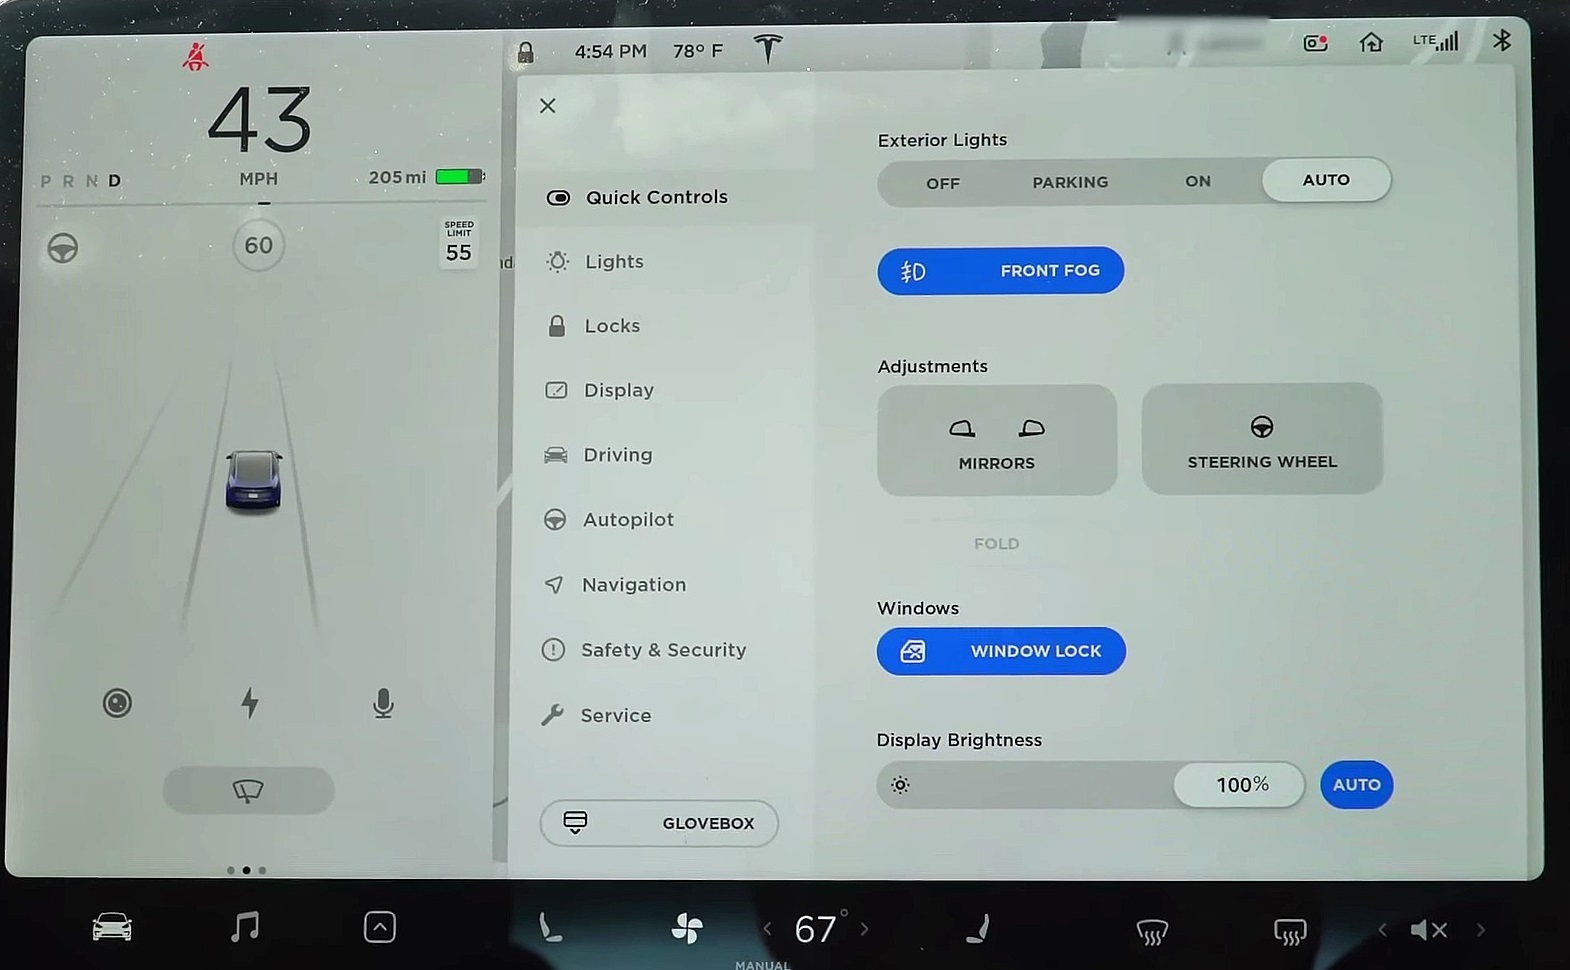 4:54 PM 78° F
LTE
43
P R N D
MPH
205 mi
60
SPEED
LIMIT
55
Quick Controls
Lights
Locks
Display
Driving
Autopilot
Navigation
Safety & Security
Service
GLOVEBOX
Exterior Lights
OFF PARKING ON AUTO
FRONT FOG
Adjustments
MIRRORS
STEERING WHEEL
FOLD
Windows
WINDOW LOCK
Display Brightness
100% AUTO
67°
MANUAL